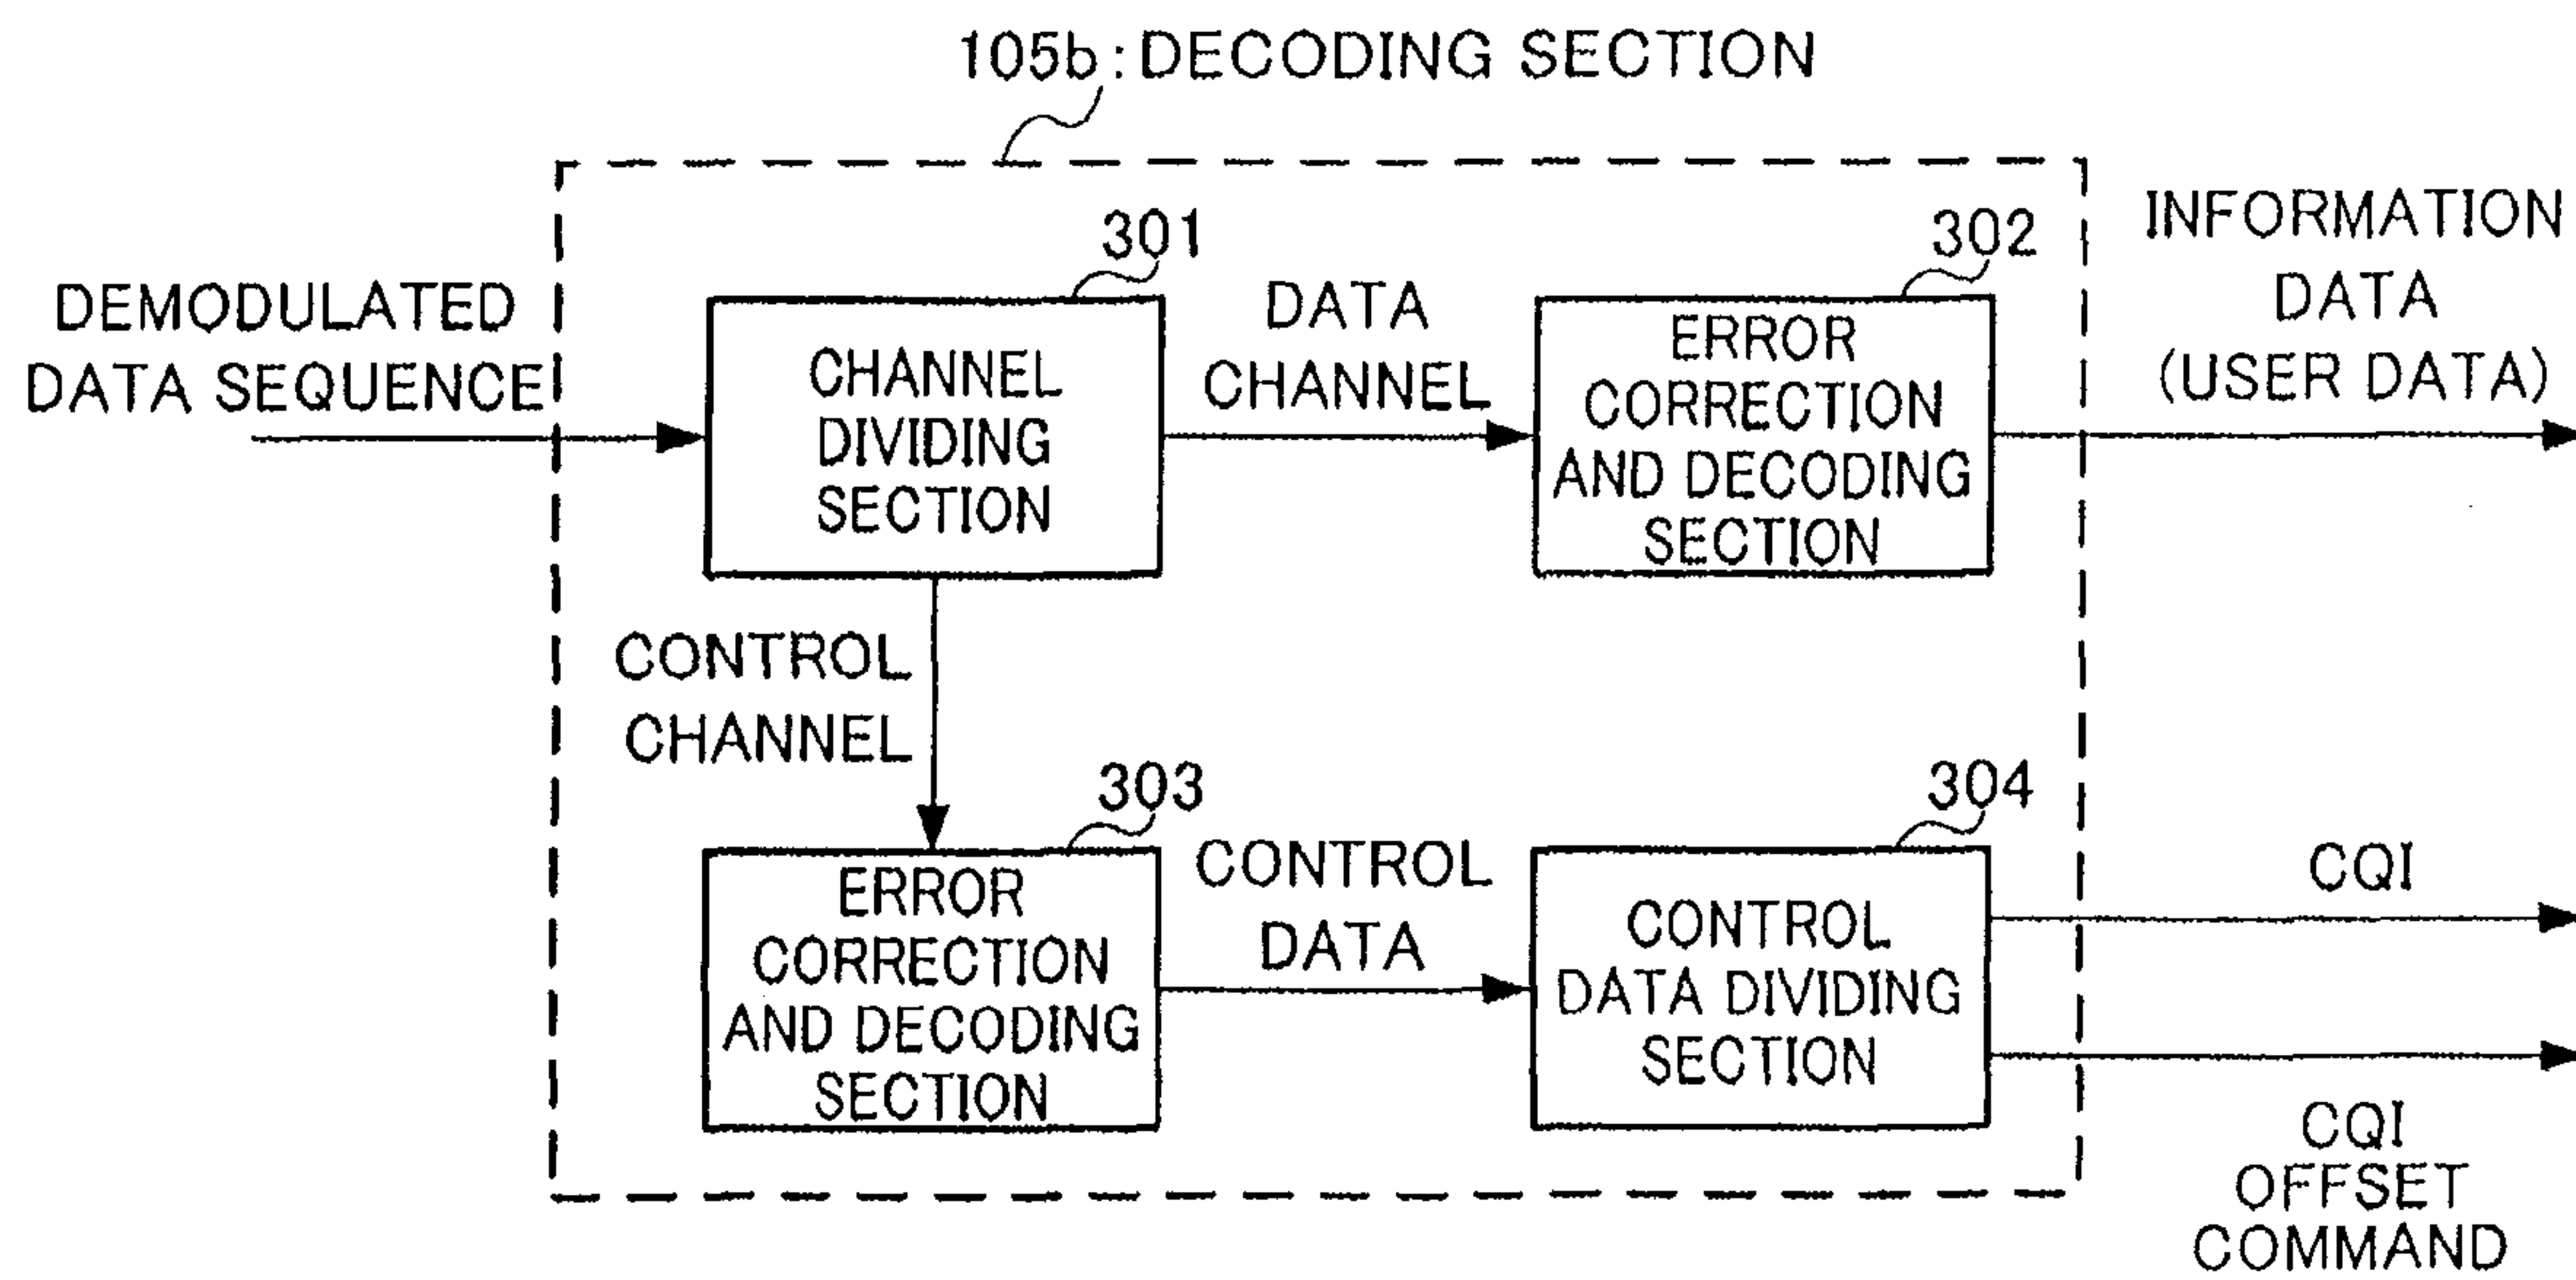 105b:DECODING SECTION
DEMODULATED
DATA SEQUENCE
301
CHANNEL
DIVIDING
SECTION
DATA
CHANNEL
302
ERROR
CORRECTION
AND DECODING
SECTION
INFORMATION
DATA
(USER DATA)
CONTROL
CHANNEL
303
ERROR
CORRECTION
AND DECODING
SECTION
CONTROL
DATA
304
CONTROL
DATA DIVIDING
SECTION
CQI
CQI
OFFSET
COMMAND